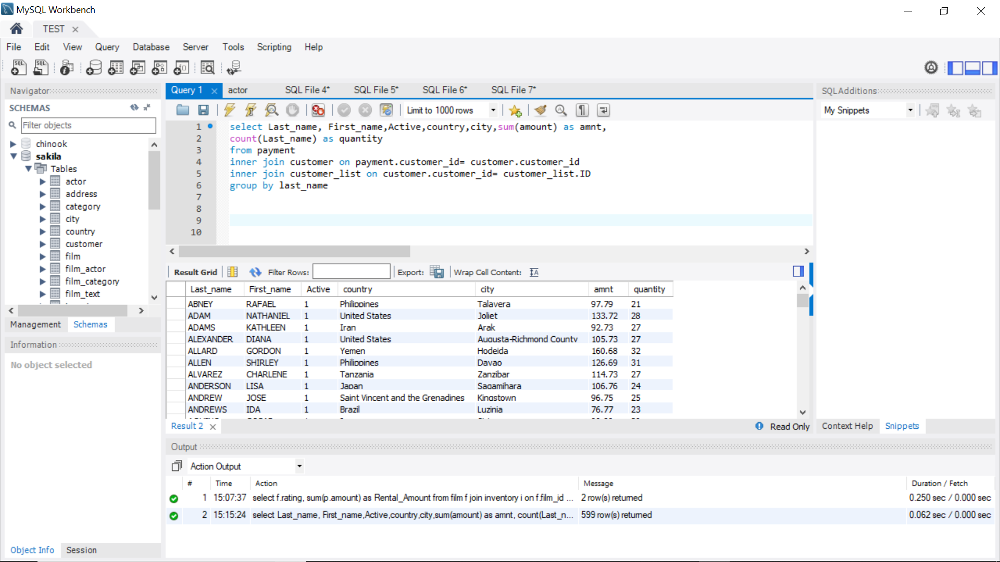 MySQL Workbench
TEST
File Edit View Query Database Server Tools Scripting Help
Navigator
SCHEMAS
Filter objects
chinook
sakila
Tables
actor
address
category
city
country
customer
film
film_actor
film_category
film_text
Management Schemas
Information
No object selected
Object Info Session
Query 1 actor SQL File 4* SQL File 5* SQL File 6* SQL File 7*
Limit to 1000 rows
1 select Last_name, First_name,Active,country,city,sum(amount) as amnt,
2 count(Last_name) as quantity
3 from payment
4 inner join customer on payment.customer_id= customer.customer_id
5 inner join customer_list on customer.customer_id= customer_list.ID
6 group by last_name
7
8
9
10
Result Grid Filter Rows: Export: Wrap Cell Content:
Last_name First_name Active country city amnt quantity
ABNEY RAFAEL 1 Philippines Talavera 97.79 21
ADAM NATHANIEL 1 United States Joliet 133.72 28
ADAMS KATHLEEN 1 Iran Arak 92.73 27
ALEXANDER DIANA 1 United States Augusta-Richmond County 105.73 27
ALLARD GORDON 1 Yemen Hodeida 160.68 32
ALLEN SHIRLEY 1 Philippines Davao 126.69 31
ALVAREZ CHARLENE 1 Tanzania Zanzibar 114.73 27
ANDERSON LISA 1 Japan Sagamihara 106.76 24
ANDREW JOSE 1 Saint Vincent and the Grenadines Kingstown 96.75 25
ANDREWS IDA 1 Brazil Luzinia 76.77 23
Result 2
Read Only
SQLAdditions
My Snippets
Context Help Snippets
Output
Action Output
# Time Action Message Duration / Fetch
1 15:07:37 select f.rating, sum(p.amount) as Rental_Amount from film f join inventory i on f.film_id ... 2 row(s) returned 0.250 sec / 0.000 sec
2 15:15:24 select Last_name, First_name,Active,country,city,sum(amount) as amnt, count(Last_n... 599 row(s) returned 0.062 sec / 0.000 sec